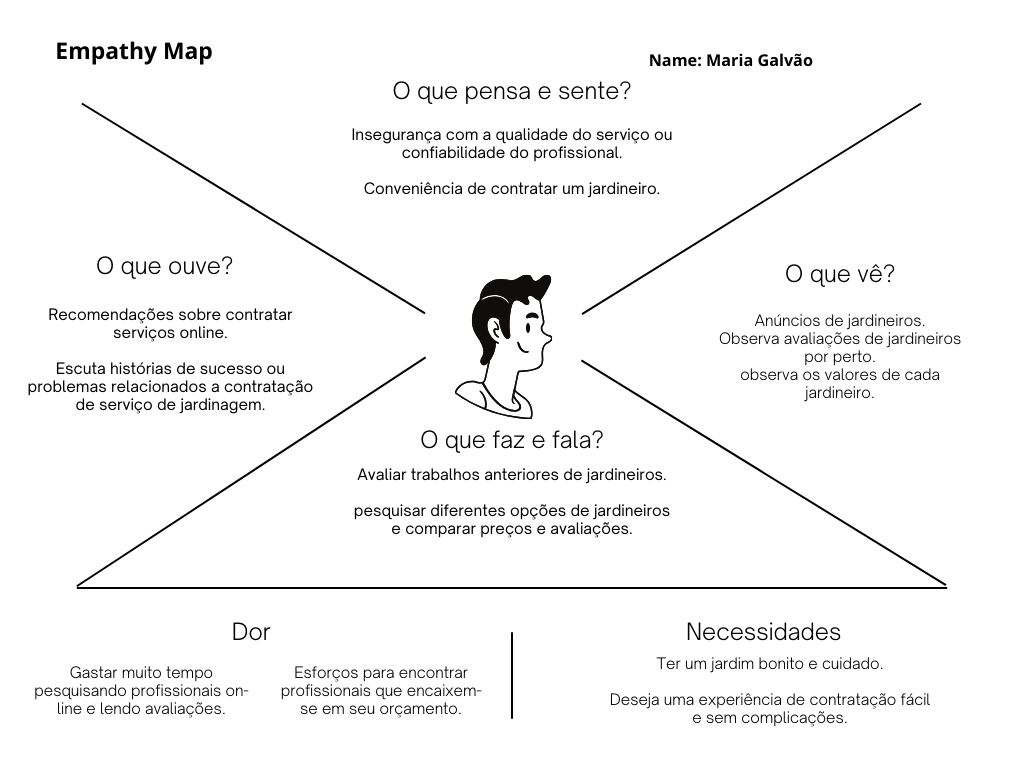 Empathy Map
Name: Maria Galvão
O que pensa e sente?
Insegurança com a qualidade do serviço ou
confiabilidade do profissional.
Conveniência de contratar um jardineiro.
O que ouve?
Recomendações sobre contratar
serviços online.
Escuta histórias de sucesso ou
problemas relacionados a contratação
de serviço de jardinagem.
O que vê?
Anúncios de jardineiros.
Observa avaliações de jardineiros
por perto.
observa os valores de cada
jardineiro.
O que faz e fala?
Avaliar trabalhos anteriores de jardineiros.
pesquisar diferentes opções de jardineiros
e comparar preços e avaliações.
Dor
Gastar muito tempo
pesquisando profissionais on-
line e lendo avaliações.
Esforços para encontrar
profissionais que encaixem-
se em seu orçamento.
Necessidades
Ter um jardim bonito e cuidado.
Deseja uma experiência de contratação fácil
e sem complicações.